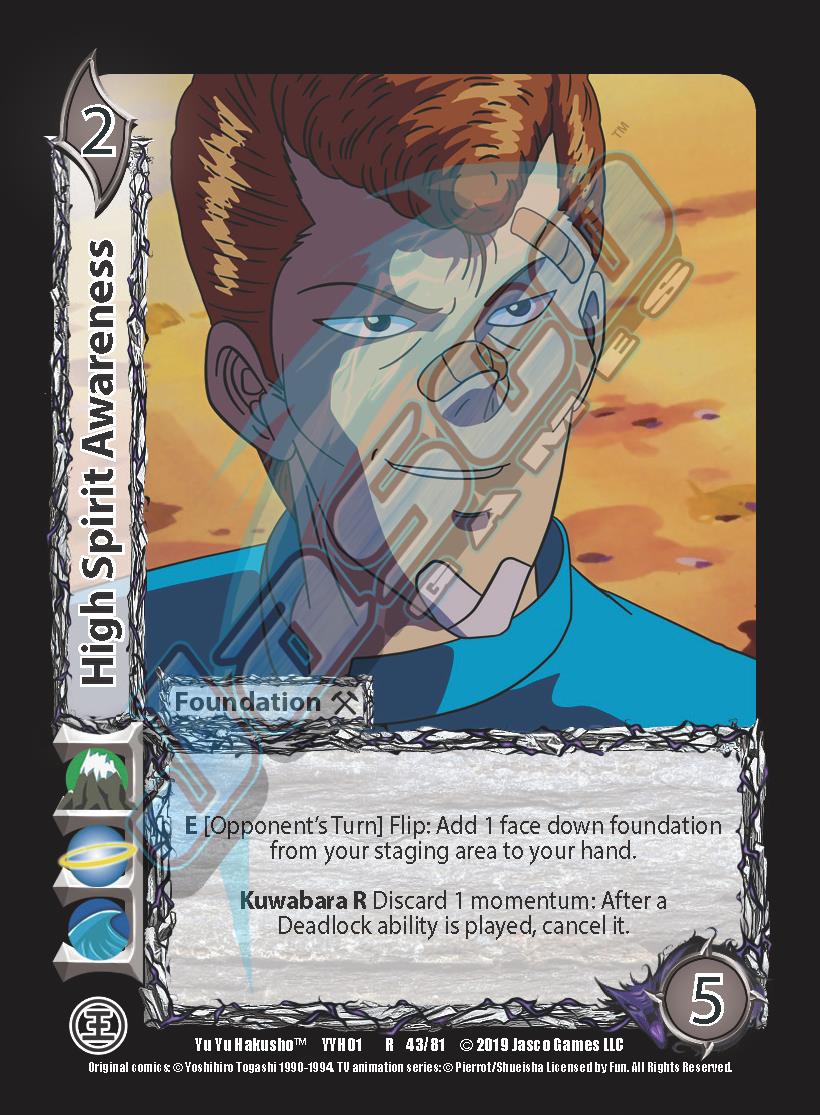 2
High Spirit Awareness
TM
JASCO
GAMES
Foundation
E [Opponent's Turn] Flip: Add 1 face down foundation
from your staging area to your hand.
Kuwabara R Discard 1 momentum: After a
Deadlock ability is played, cancel it.
5
Yu Yu Hakusho™ YYH01 R 43/81 © 2019 Jasco Games LLC
Original comics: © Yoshihiro Togashi 1990-1994. TV animation series: © Pierrot/Shueisha Licensed by Fun. All Rights Reserved.